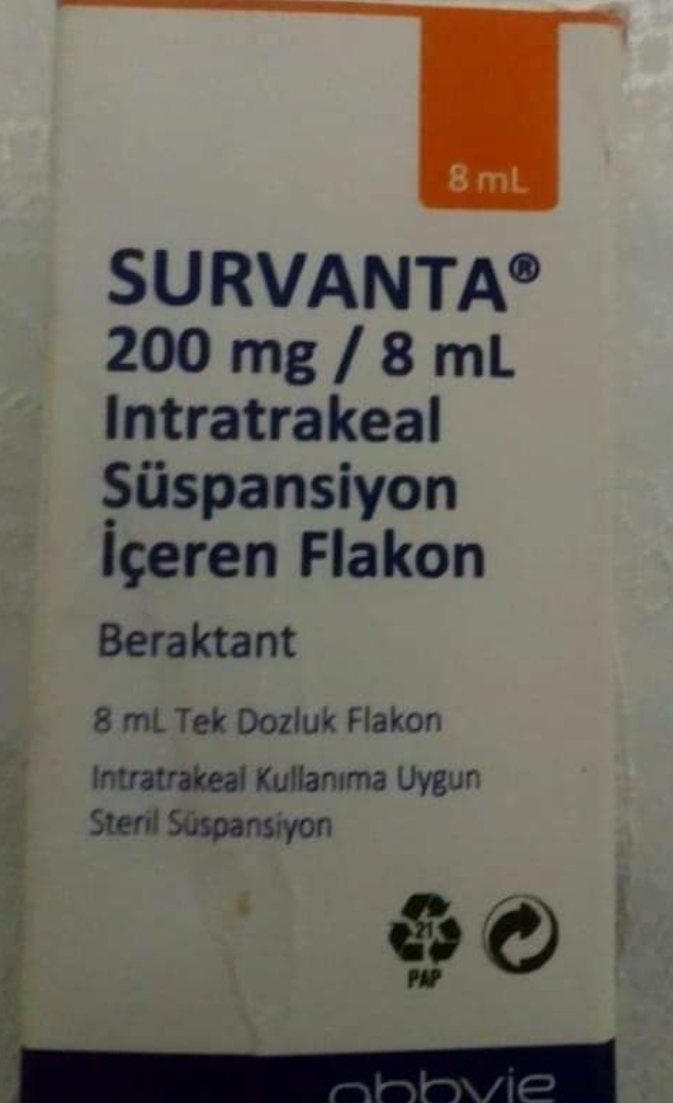 8 mL
SURVANTA®
200 mg / 8 mL
Intratrakeal
Süspansiyon
İçeren Flakon
Beraktant
8 mL Tek Dozluk Flakon
Intratrakeal Kullanıma Uygun
Steril Süspansiyon
21
PAP
abbvie